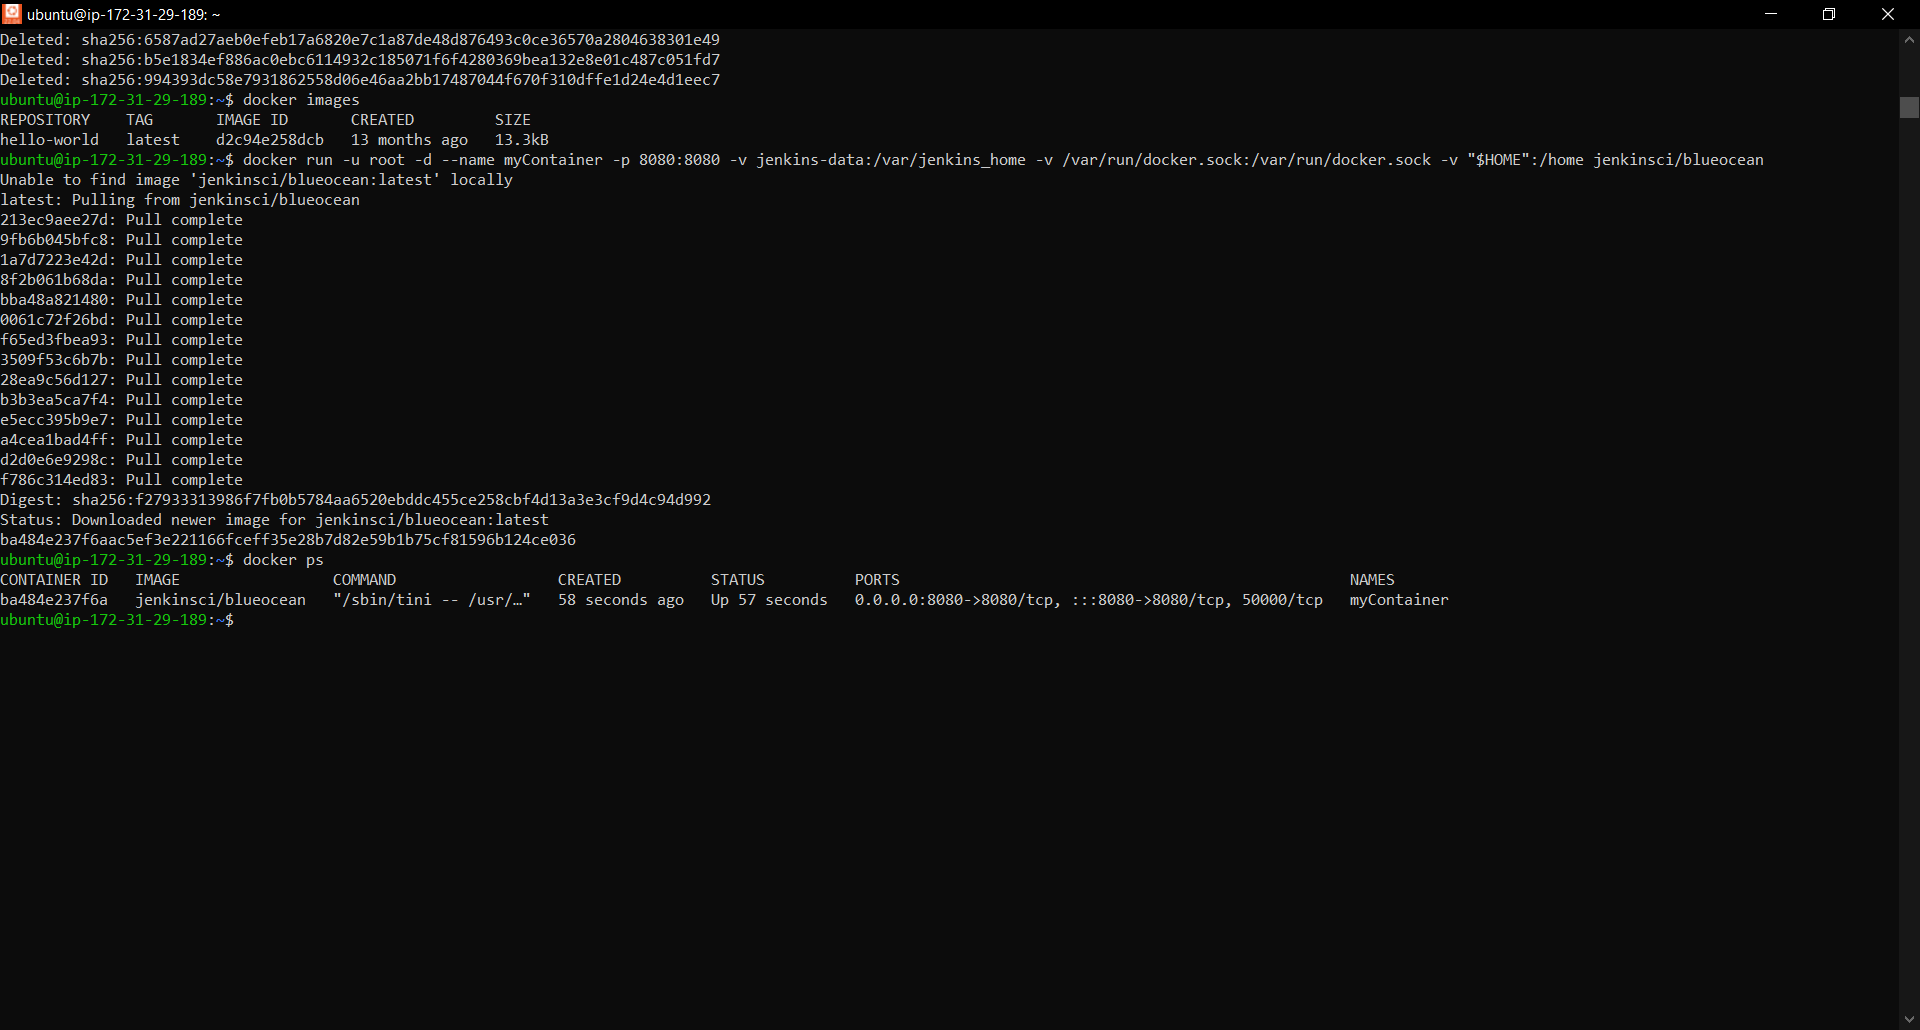 ubuntu@ip-172-31-29-189: ~
Deleted: sha256:6587ad27aeb0efeb17a6820e7c1a87de48d876493c0ce36570a2804638301e49
Deleted: sha256:b5e1834ef886ac0ebc6114932c185071f6f4280369bea132e8e01c487c051fd7
Deleted: sha256:994393dc58e7931862558d06e46aa2bb17487044f670f310dffe1d24e4d1eec7
ubuntu@ip-172-31-29-189:~$ docker images
REPOSITORY    TAG       IMAGE ID       CREATED         SIZE
hello-world   latest    d2c94e258dcb   13 months ago   13.3kB
ubuntu@ip-172-31-29-189:~$ docker run -u root -d --name myContainer -p 8080:8080 -v jenkins-data:/var/jenkins_home -v /var/run/docker.sock:/var/run/docker.sock -v "$HOME":/home jenkinsci/blueocean
Unable to find image 'jenkinsci/blueocean:latest' locally
latest: Pulling from jenkinsci/blueocean
213ec9aee27d: Pull complete
9fb6b045bfc8: Pull complete
1a7d7223e42d: Pull complete
8f2b061b68da: Pull complete
bba48a821480: Pull complete
0061c72f26bd: Pull complete
f65ed3fbea93: Pull complete
3509f53c6b7b: Pull complete
28ea9c56d127: Pull complete
b3b3ea5ca7f4: Pull complete
e5ecc395b9e7: Pull complete
a4cea1bad4ff: Pull complete
d2d0e6e9298c: Pull complete
f786c314ed83: Pull complete
Digest: sha256:f27933313986f7fb0b5784aa6520ebddc455ce258cbf4d13a3e3cf9d4c94d992
Status: Downloaded newer image for jenkinsci/blueocean:latest
ba484e237f6aac5ef3e221166fceff35e28b7d82e59b1b75cf81596b124ce036
ubuntu@ip-172-31-29-189:~$ docker ps
CONTAINER ID   IMAGE                 COMMAND                  CREATED          STATUS          PORTS                                                  NAMES
ba484e237f6a   jenkinsci/blueocean   "/sbin/tini -- /usr/…"   58 seconds ago   Up 57 seconds   0.0.0.0:8080->8080/tcp, :::8080->8080/tcp, 50000/tcp   myContainer
ubuntu@ip-172-31-29-189:~$